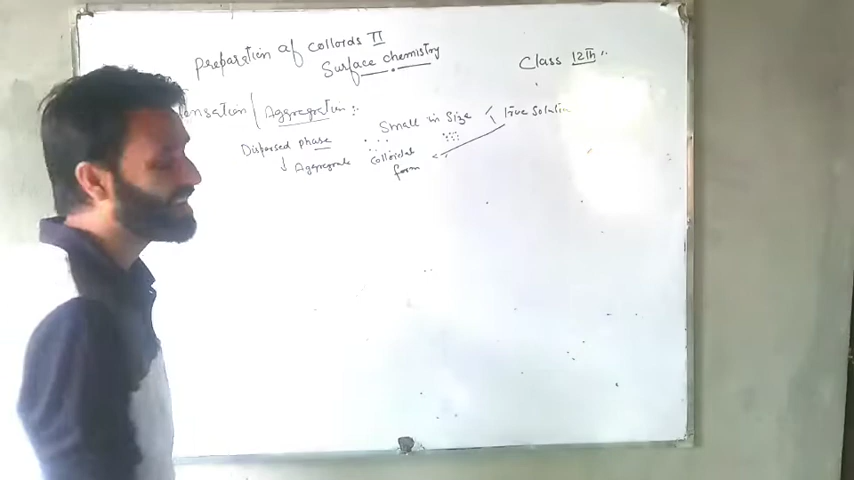 Preparation of Colloids II
Surface chemistry
Class 12th
densation / Aggregation :-
Dispersed phase
Small in Size
True Solution
↓ Aggregate
Colloidal
form